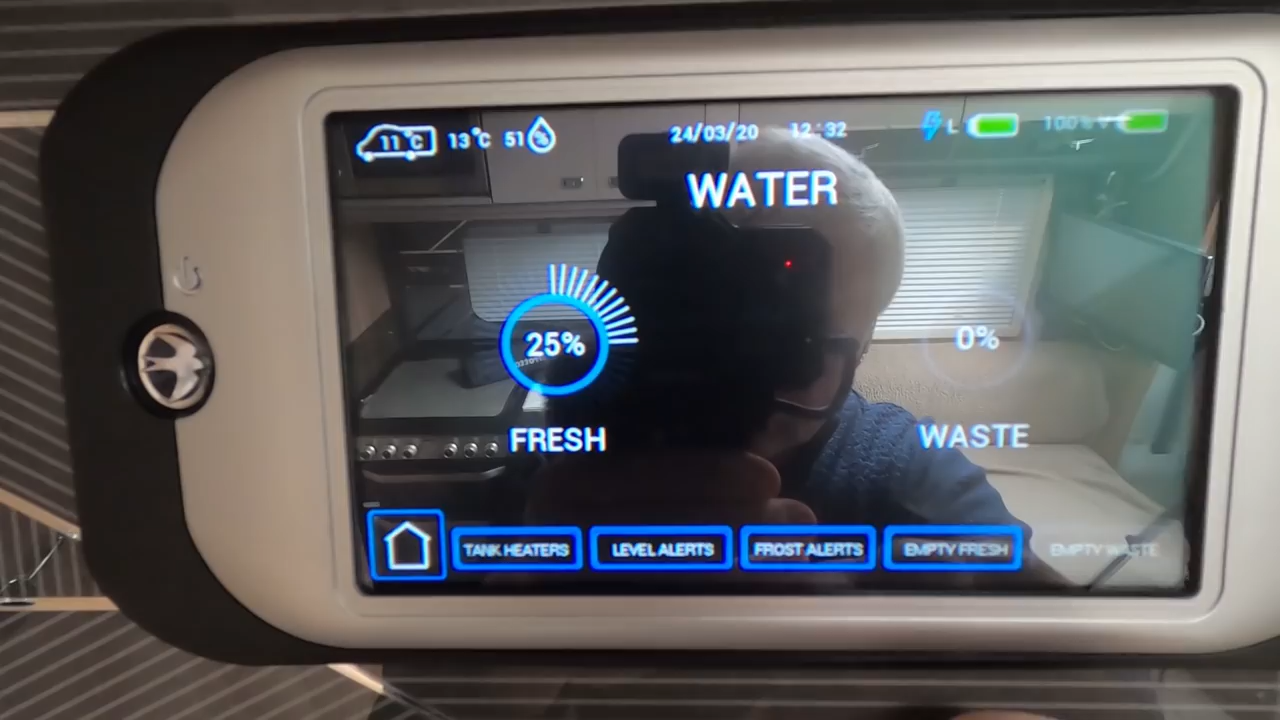 11°C 13°C 51% 24/03/20 12:32 L 100% V
WATER
25% 0%
FRESH WASTE
TANK HEATERS LEVEL ALERTS FROST ALERTS EMPTY FRESH EMPTY WASTE